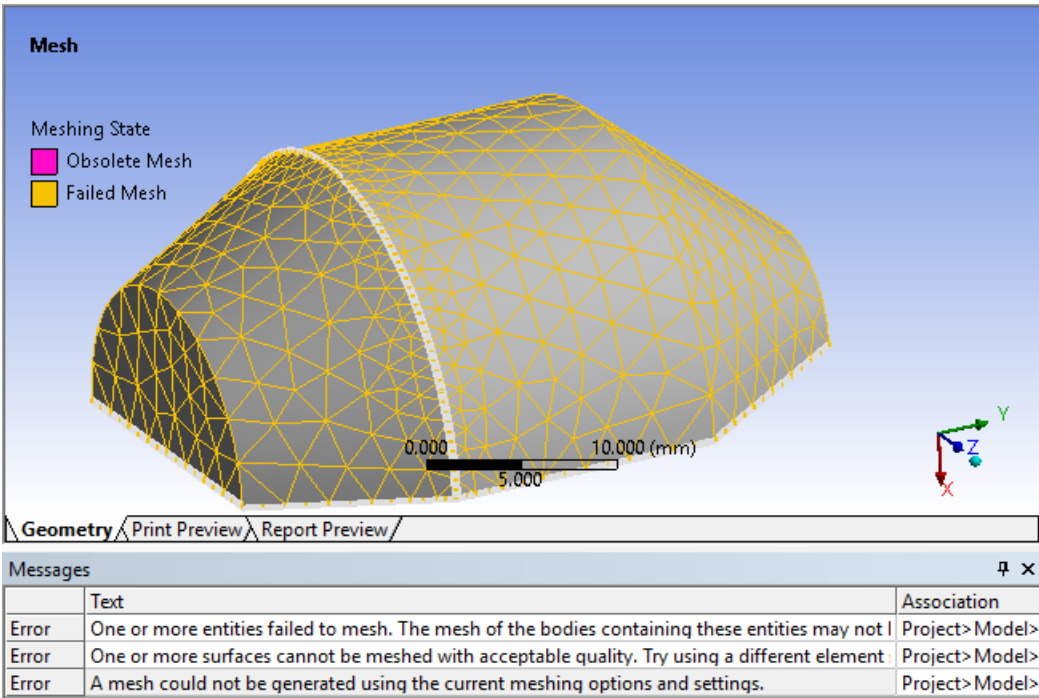 Mesh
Meshing State
Obsolete Mesh
Failed Mesh
0.000 10.000 (mm)
5.000
Y
Z
X
Geometry Print Preview Report Preview
Messages
Text Association
Error One or more entities failed to mesh. The mesh of the bodies containing these entities may not Project>Model>
Error One or more surfaces cannot be meshed with acceptable quality. Try using a different element Project>Model>
Error A mesh could not be generated using the current meshing options and settings. Project>Model>